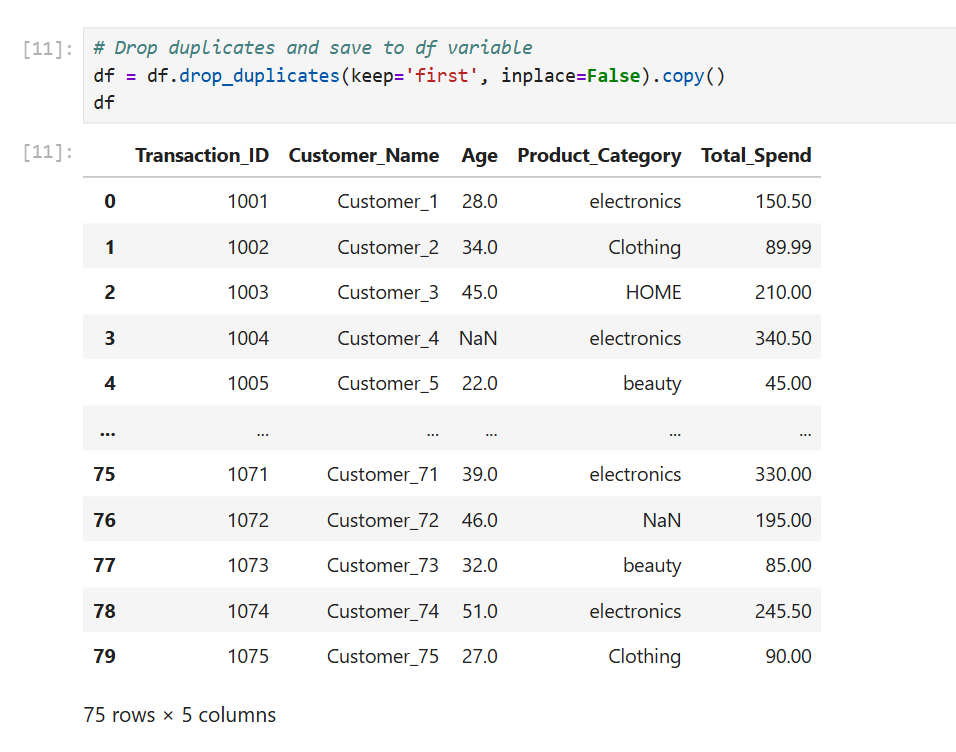 [11]: # Drop duplicates and save to df variable
df = df.drop_duplicates(keep='first', inplace=False).copy()
df
[11]: Transaction_ID Customer_Name Age Product_Category Total_Spend
0 1001 Customer_1 28.0 electronics 150.50
1 1002 Customer_2 34.0 Clothing 89.99
2 1003 Customer_3 45.0 HOME 210.00
3 1004 Customer_4 NaN electronics 340.50
4 1005 Customer_5 22.0 beauty 45.00
... ... ... ... ... ...
75 1071 Customer_71 39.0 electronics 330.00
76 1072 Customer_72 46.0 NaN 195.00
77 1073 Customer_73 32.0 beauty 85.00
78 1074 Customer_74 51.0 electronics 245.50
79 1075 Customer_75 27.0 Clothing 90.00
75 rows × 5 columns